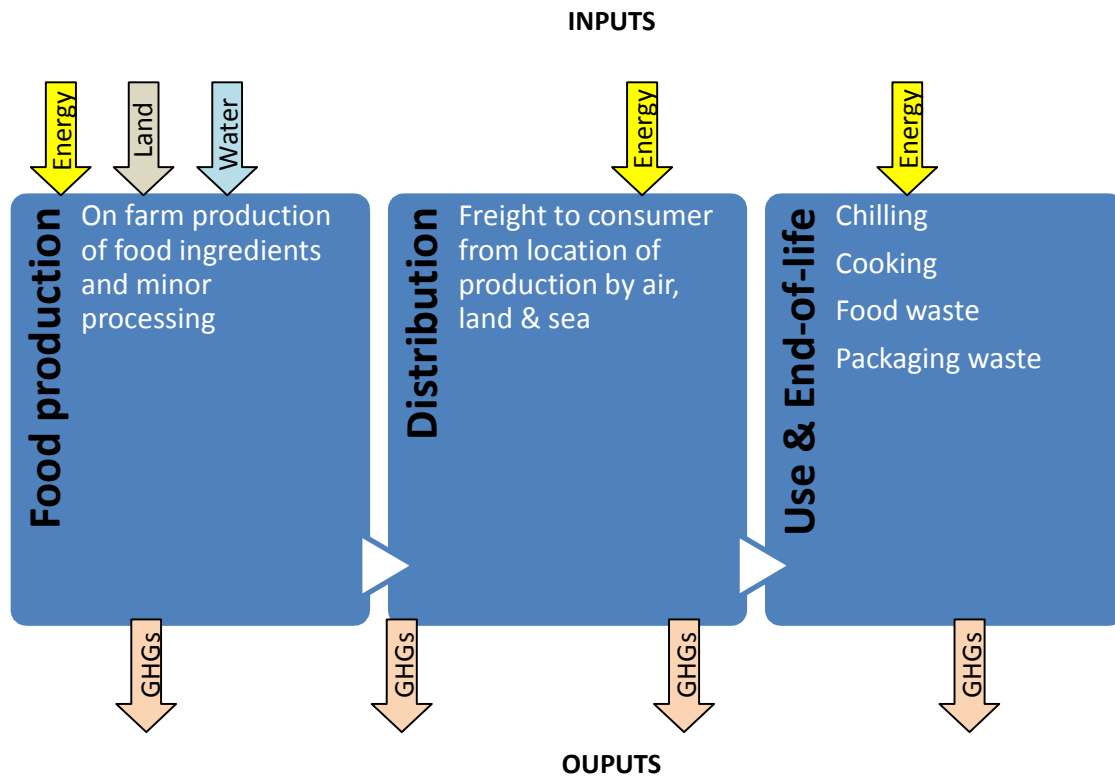 INPUTS
Energy
Land
Water
Energy
Energy
Food production
On farm production
of food ingredients
and minor
processing
Distribution
Freight to consumer
from location of
production by air,
land & sea
Use & End-of-life
Chilling
Cooking
Food waste
Packaging waste
GHGs
GHGs
GHGs
GHGs
OUPUTS